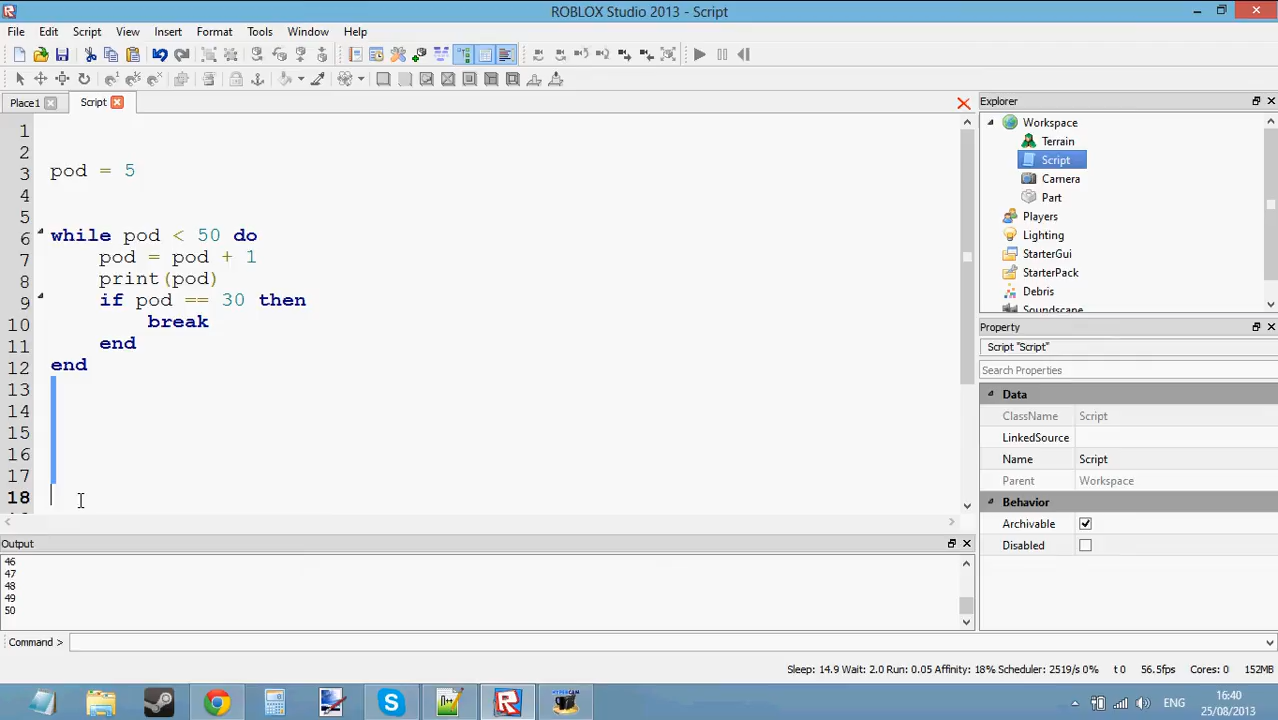 ROBLOX Studio 2013 - Script
File Edit Script View Insert Format Tools Window Help
Place1 Script
Explorer
Workspace
Terrain
Script
Camera
Part
Players
Lighting
StarterGui
StarterPack
Debris
Soundscape
1
2
3 pod = 5
4
5
6 while pod < 50 do
7 pod = pod + 1
8 print(pod)
9 if pod == 30 then
10 break
11 end
12 end
13
14
15
16
17
18
Property
Script "Script"
Search Properties
Data
ClassName Script
LinkedSource
Name Script
Parent Workspace
Behavior
Archivable
Disabled
Output
46
47
48
49
50
Command >
Sleep: 14.9 Wait: 2.0 Run: 0.05 Affinity: 18% Scheduler: 2519/s 0% t 0 56.5fps Cores: 0 152MB
ENG
16:40
25/08/2013